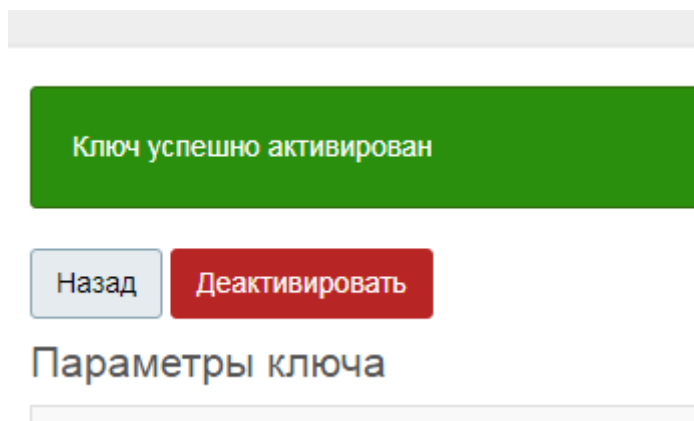 Ключ успешно активирован
Назад Деактивировать
Параметры ключа